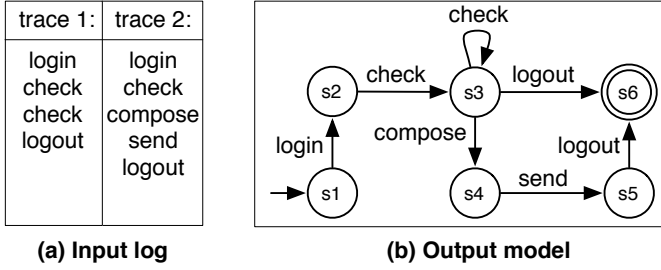 trace 1: trace 2:
login login
check check
check compose
logout send
logout
(a) Input log
check
s2 check s3 logout s6
compose
login logout
s1 s4 send s5
(b) Output model